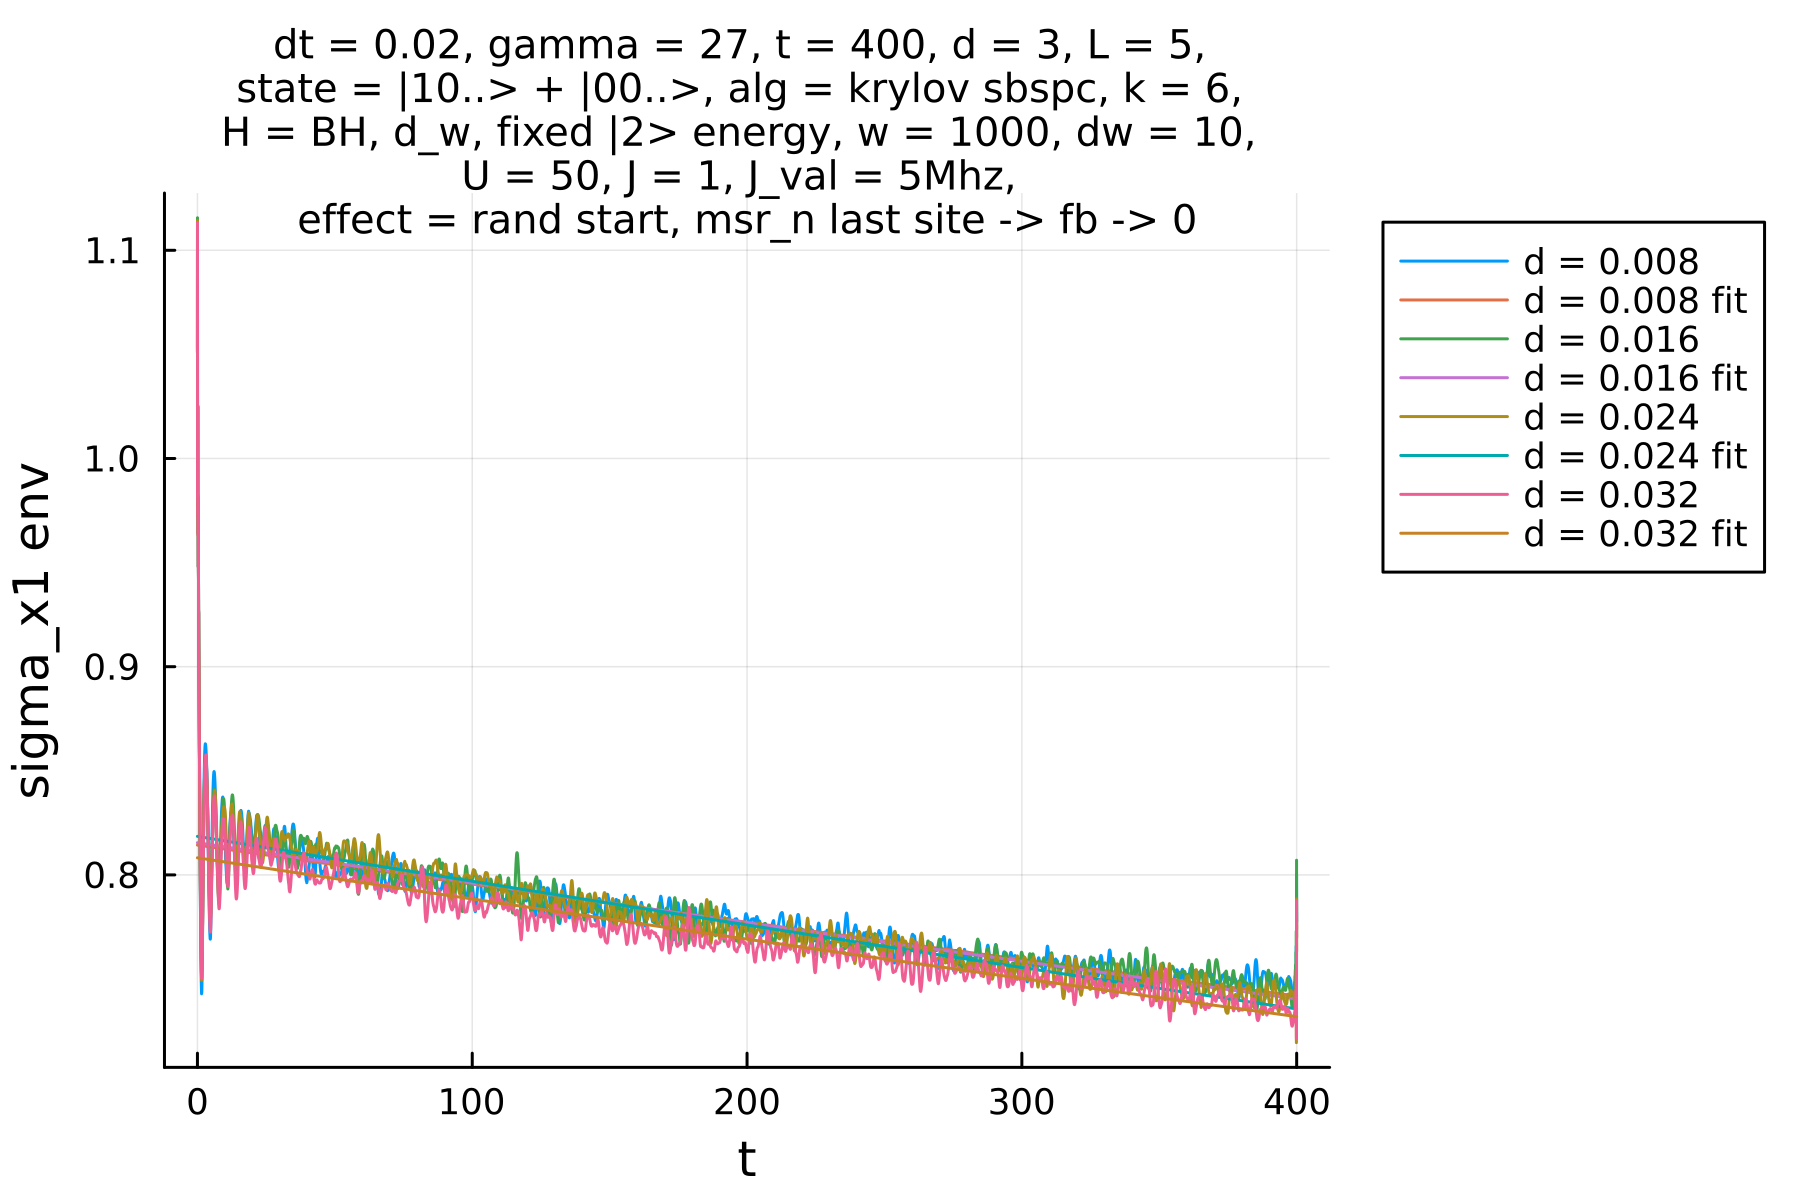 dt = 0.02, gamma = 27, t = 400, d = 3, L = 5,
state = |10..> + |00..>, alg = krylov sbspc, k = 6,
H = BH, d_w, fixed |2> energy, w = 1000, dw = 10,
U = 50, J = 1, J_val = 5Mhz,
effect = rand start, msr_n last site -> fb -> 0
sigma_x1 env
1.1
1.0
0.9
0.8
0
100
200
300
400
t
d = 0.008
d = 0.008 fit
d = 0.016
d = 0.016 fit
d = 0.024
d = 0.024 fit
d = 0.032
d = 0.032 fit